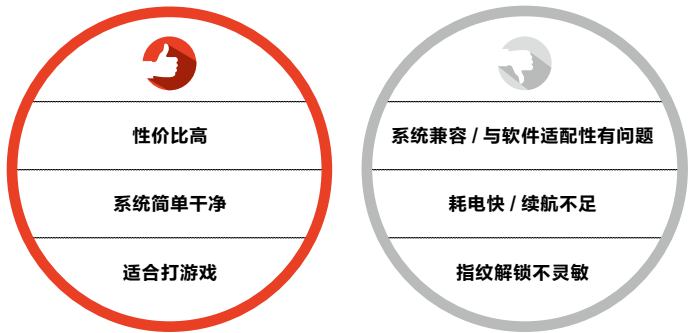 性价比高
系统简单干净
适合打游戏
系统兼容 / 与软件适配性有问题
耗电快 / 续航不足
指纹解锁不灵敏